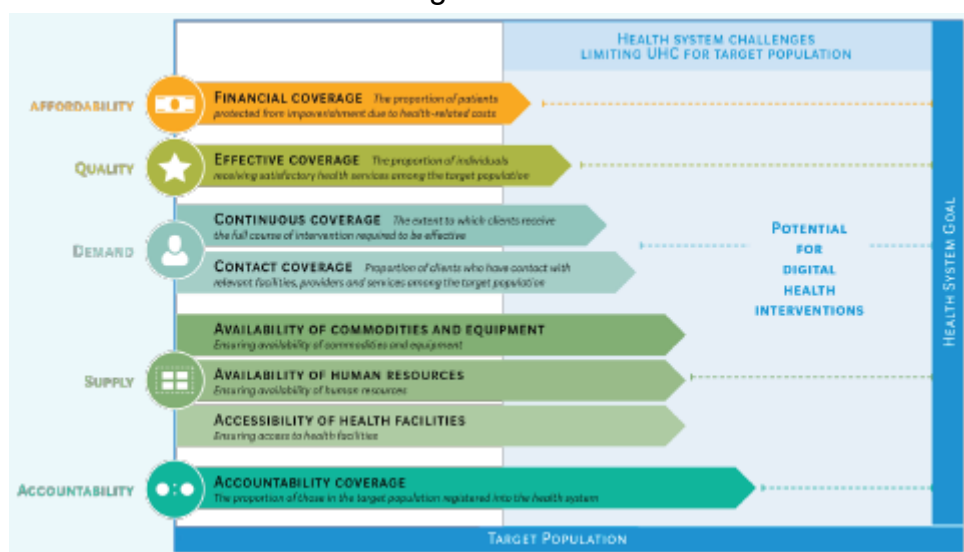 HEALTH SYSTEM CHALLENGES
LIMITING UHC FOR TARGET POPULATION
AFFORDABILITY
FINANCIAL COVERAGE The proportion of patients
protected from impoverishment due to health-related costs
QUALITY
EFFECTIVE COVERAGE The proportion of individuals
receiving satisfactory health services among the target population
DEMAND
CONTINUOUS COVERAGE The extent to which clients receive
the full course of intervention required to be effective
CONTACT COVERAGE Proportion of clients who have contact with
relevant facilities, providers and services among the target population
POTENTIAL
FOR
DIGITAL
HEALTH
INTERVENTIONS
SUPPLY
AVAILABILITY OF COMMODITIES AND EQUIPMENT
Ensuring availability of commodities and equipment
AVAILABILITY OF HUMAN RESOURCES
Ensuring availability of human resources
ACCESSIBILITY OF HEALTH FACILITIES
Ensuring access to health facilities
ACCOUNTABILITY
ACCOUNTABILITY COVERAGE
The proportion of those in the target population registered into the health system
HEALTH SYSTEM GOAL
TARGET POPULATION